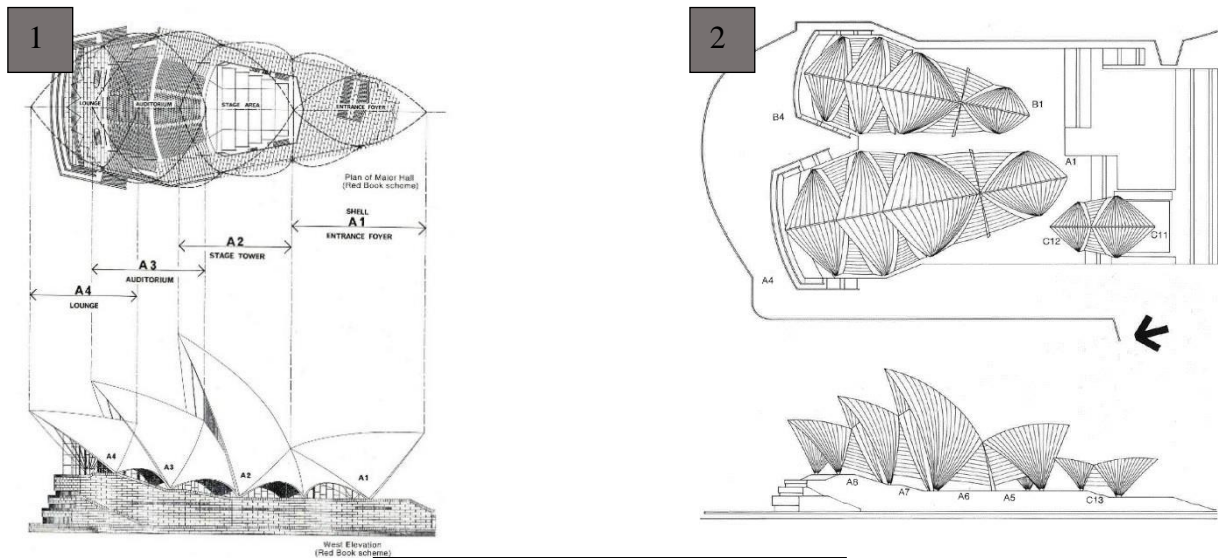 1
LOUNGE
AUDITORIUM
STAGE AREA
ENTRANCE FOYER
Plan of Major Hall
(Red Book scheme)
SHELL
A1
ENTRANCE FOYER
A2
STAGE TOWER
A3
AUDITORIUM
A4
LOUNGE
A4
A3
A2
A1
West Elevation
(Red Book scheme)
2
B4
B1
A1
A4
C12
C11
A8
A7
A6
A5
C13